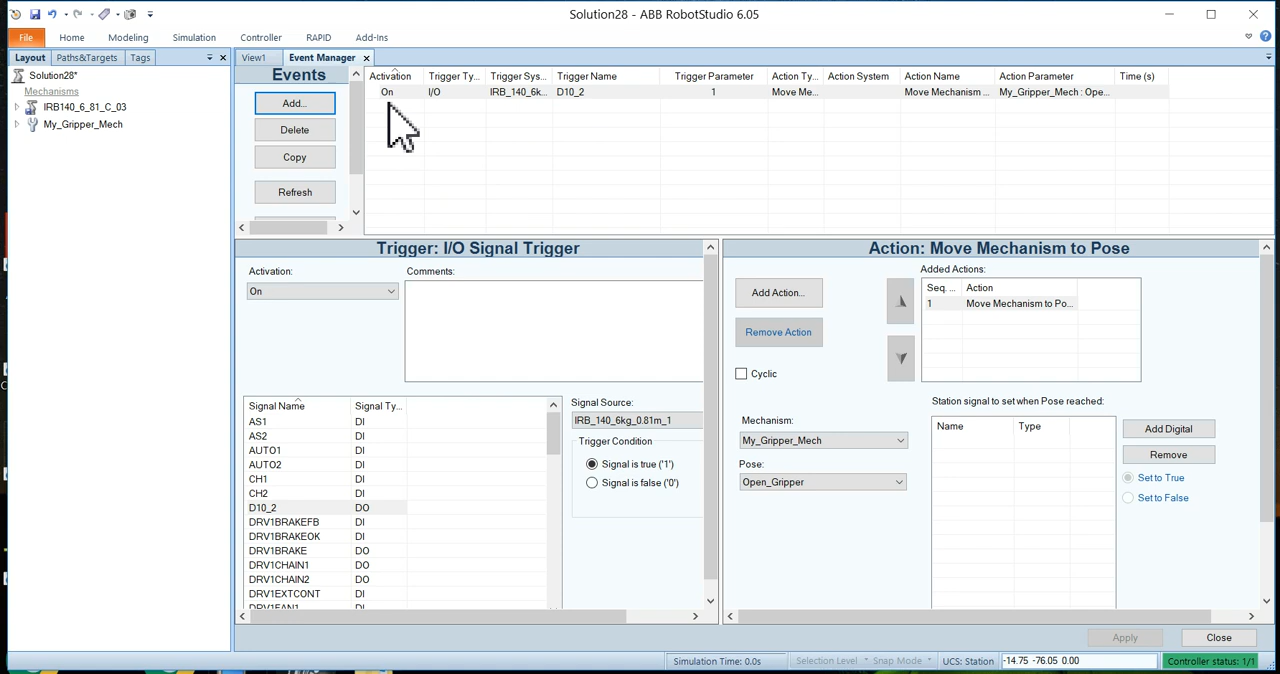 Solution28 - ABB RobotStudio 6.05
File Home Modeling Simulation Controller RAPID Add-Ins
Layout Paths&Targets Tags
View1 Event Manager
Solution28*
Mechanisms
IRB140_6_81_C_03
My_Gripper_Mech
Events
Add...
Delete
Copy
Refresh
Activation Trigger Ty... Trigger Sys... Trigger Name Trigger Parameter Action Ty... Action System Action Name Action Parameter Time (s)
On I/O IRB_140_6k... D10_2 1 Move Me... Move Mechanism ... My_Gripper_Mech : Ope...
Trigger: I/O Signal Trigger
Activation:
On
Comments:
Signal Name Signal Ty...
AS1 DI
AS2 DI
AUTO1 DI
AUTO2 DI
CH1 DI
CH2 DI
D10_2 DO
DRV1BRAKEFB DI
DRV1BRAKEOK DI
DRV1BRAKE DO
DRV1CHAIN1 DO
DRV1CHAIN2 DO
DRV1EXTCONT DI
DRV1FAN1 DI
Signal Source:
IRB_140_6kg_0.81m_1
Trigger Condition
Signal is true ('1')
Signal is false ('0')
Action: Move Mechanism to Pose
Add Action...
Remove Action
Cyclic
Added Actions:
Seq. ... Action
1 Move Mechanism to Po...
Mechanism:
My_Gripper_Mech
Pose:
Open_Gripper
Station signal to set when Pose reached:
Name Type
Add Digital
Remove
Set to True
Set to False
Apply Close
Simulation Time: 0.0s Selection Level Snap Mode UCS: Station -14.75 -76.05 0.00 Controller status: 1/1